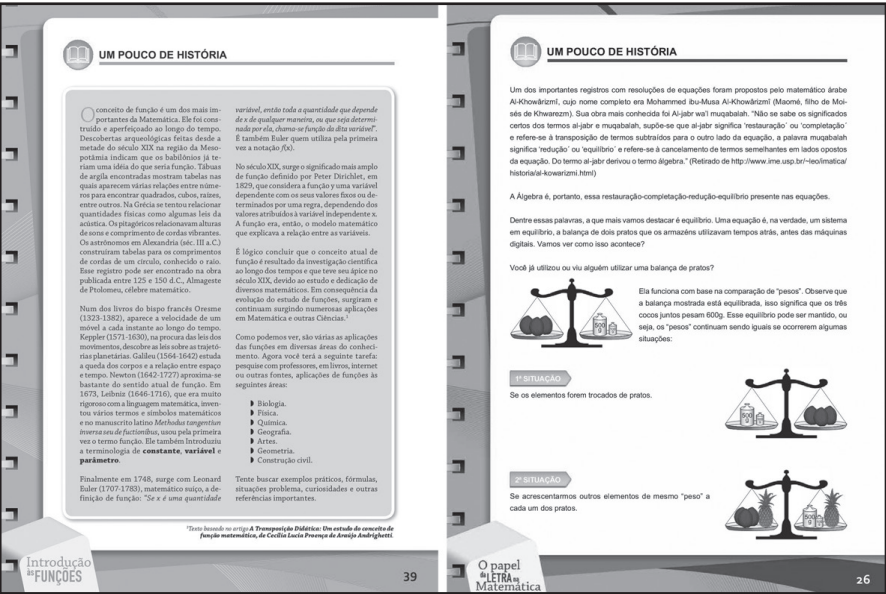 UM POUCO DE HISTÓRIA
O conceito de função é um dos mais im-
portantes da Matemática. Ele foi cons-
truído e aperfeiçoado ao longo do tempo.
Descobertas arqueológicas feitas desde a
metade do século XIX na região da Meso-
potâmia indicam que os babilônios já te-
riam uma idéia do que seria função. Tábuas
de argila encontradas mostram tabelas nas
quais aparecem várias relações entre núme-
ros para encontrar quadrados, cubos, raízes,
entre outros. Na Grécia se tentou relacionar
quantidades físicas como algumas leis da
acústica. Os pitagóricos relacionavam alturas
de sons e comprimento de cordas vibrantes.
Os astrônomos em Alexandria (séc. III a.C.)
construíram tabelas para os comprimentos
de cordas de um círculo, conhecido o raio.
Esse registro pode ser encontrado na obra
publicada entre 125 e 150 d.C., Almageste
de Ptolomeu, célebre matemático.
Num dos livros do bispo francês Oresme
(1323-1382), aparece a velocidade de um
móvel a cada instante ao longo do tempo.
Keppler (1571-1630), na procura das leis dos
movimentos, descobre as leis sobre as trajetó-
rias planetárias. Galileu (1564-1642) estuda
a queda dos corpos e a relação entre espaço
e tempo. Newton (1642-1727) aproxima-se
bastante do sentido atual de função. Em
1673, Leibniz (1646-1716), que era muito
rigoroso com a linguagem matemática, inven-
tou vários termos e símbolos matemáticos
e no manuscrito latino Methodus tangentiun
inversa seu de fuctionibus, usou pela primeira
vez o termo função. Ele também Introduziu
a terminologia de constante, variável e
parâmetro.
Finalmente em 1748, surge com Leonard
Euler (1707-1783), matemático suíço, a de-
finição de função: "Se x é uma quantidade
variável, então toda a quantidade que depende
de x de qualquer maneira, ou que seja determi-
nada por ela, chama-se função da dita variável".
É também Euler quem utiliza pela primeira
vez a notação f(x).
No século XIX, surge o significado mais amplo
de função definido por Peter Dirichlet, em
1829, que considera a função y uma variável
dependente com os seus valores fixos ou de-
terminados por uma regra, dependendo dos
valores atribuídos à variável independente x.
A função era, então, o modelo matemático
que explicava a relação entre as variáveis.
É lógico concluir que o conceito atual de
função é resultado da investigação científica
ao longo dos tempos e que teve seu ápice no
século XIX, devido ao estudo e dedicação de
diversos matemáticos. Em consequência da
evolução do estudo de funções, surgiram e
continuam surgindo numerosas aplicações
em Matemática e outras Ciências.¹
Como podemos ver, são várias as aplicações
das funções em diversas áreas do conheci-
mento. Agora você terá a seguinte tarefa:
pesquise com professores, em livros, internet
ou outras fontes, aplicações de funções às
seguintes áreas:
Biologia.
Física.
Química.
Geografia.
Artes.
Geometria.
Construção civil.
Tente buscar exemplos práticos, fórmulas,
situações problema, curiosidades e outras
referências importantes.
¹Texto baseado no artigo A Transposição Didática: Um estudo do conceito de
função matemática, de Cecília Lucia Proença de Araújo Andrighetti.
Introdução
às FUNÇÕES
39
UM POUCO DE HISTÓRIA
Um dos importantes registros com resoluções de equações foram propostos pelo matemático árabe
Al-Khowârizmî, cujo nome completo era Mohammed ibu-Musa Al-Khowârizmî (Maomé, filho de Moi-
sés de Khwarezm). Sua obra mais conhecida foi Al-jabr wa'l muqabalah. "Não se sabe os significados
certos dos termos al-jabr e muqabalah, supõe-se que al-jabr significa 'restauração' ou 'completação'
e refere-se à transposição de termos subtraídos para o outro lado da equação, a palavra muqabalah
significa 'redução' ou 'equilíbrio' e refere-se à cancelamento de termos semelhantes em lados opostos
da equação. Do termo al-jabr derivou o termo álgebra." (Retirado de http://www.ime.usp.br/~leo/imatica/
historia/al-kowarizmi.html)
A Álgebra é, portanto, essa restauração-completação-redução-equilíbrio presente nas equações.
Dentre essas palavras, a que mais vamos destacar é equilíbrio. Uma equação é, na verdade, um sistema
em equilíbrio, a balança de dois pratos que os armazéns utilizavam tempos atrás, antes das máquinas
digitais. Vamos ver como isso acontece?
Você já utilizou ou viu alguém utilizar uma balança de pratos?
Ela funciona com base na comparação de "pesos". Observe que
a balança mostrada está equilibrada, isso significa que os três
cocos juntos pesam 600g. Esse equilíbrio pode ser mantido, ou
seja, os "pesos" continuam sendo iguais se ocorrerem algumas
situações:
500
1ª SITUAÇÃO
Se os elementos forem trocados de pratos.
500
2ª SITUAÇÃO
Se acrescentarmos outros elementos de mesmo "peso" a
cada um dos pratos.
500
O papel
da LETRA na
Matemática
26